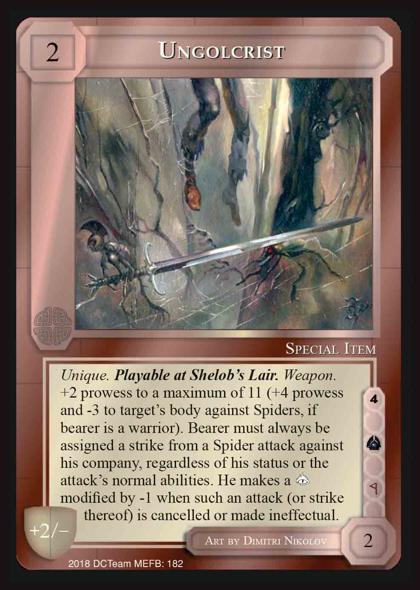 2
UNGOLCRIST
SPECIAL ITEM
Unique. Playable at Shelob's Lair. Weapon.
+2 prowess to a maximum of 11 (+4 prowess
and -3 to target's body against Spiders, if
bearer is a warrior). Bearer must always be
assigned a strike from a Spider attack against
his company, regardless of his status or the
attack's normal abilities. He makes a
modified by -1 when such an attack (or strike
thereof) is cancelled or made ineffectual.
4
+2/−
ART BY DIMITRI NIKOLOV
2
2018 DCTeam MEFB: 182